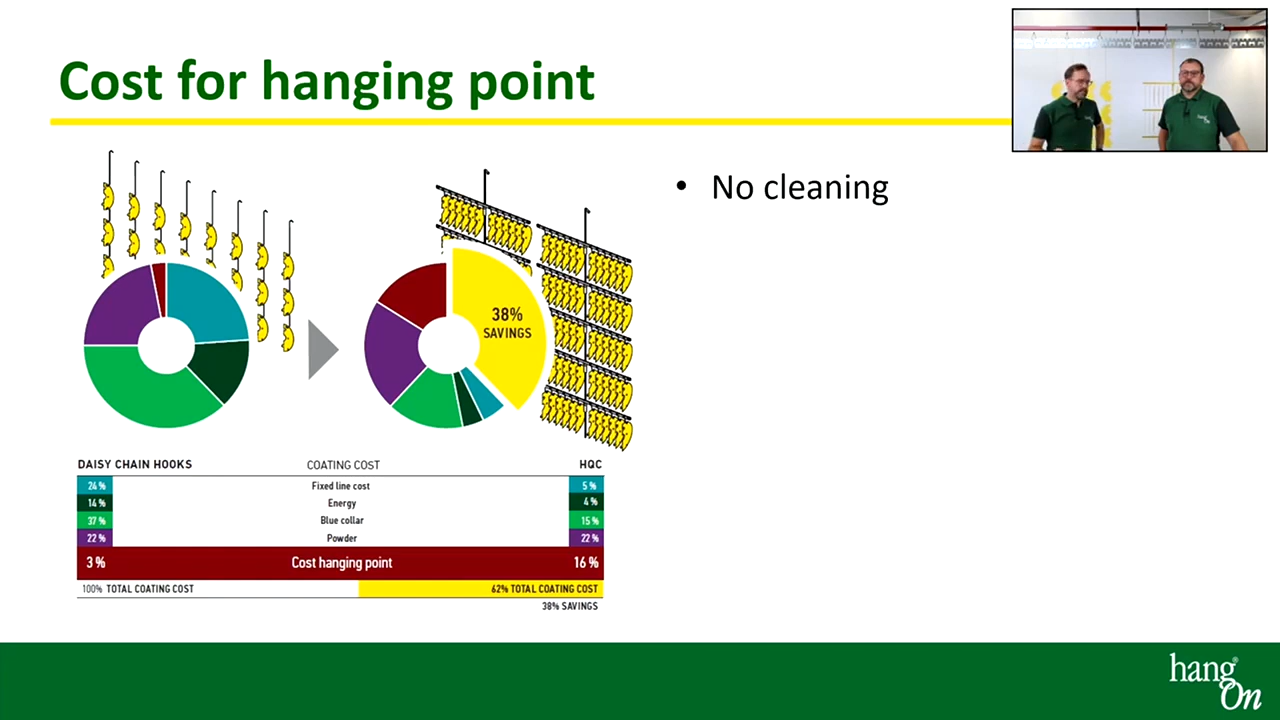 Cost for hanging point
• No cleaning
38%
SAVINGS
DAISY CHAIN HOOKS COATING COST HQC
24 % Fixed line cost 5 %
14 % Energy 4 %
37 % Blue collar 15 %
22 % Powder 22 %
3 % Cost hanging point 16 %
100% TOTAL COATING COST 62% TOTAL COATING COST
38% SAVINGS
hang
On
hang®
On